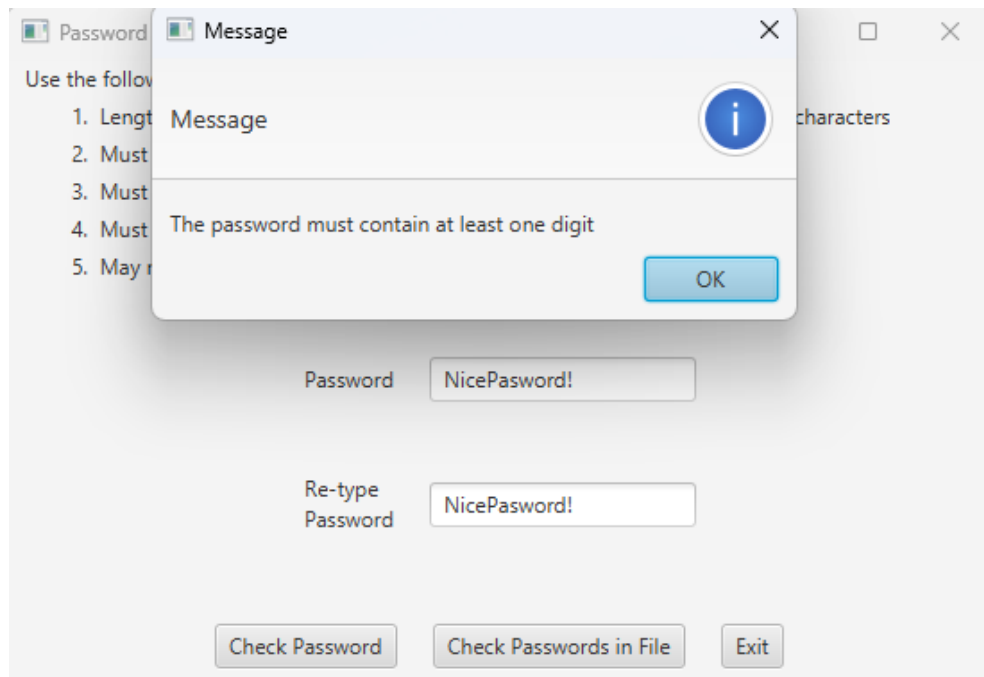 Password
Message
Use the follow
1. Lengt characters
Message
2. Must
3. Must
4. Must
5. May
The password must contain at least one digit
OK
Password NicePasword!
Re-type
Password NicePasword!
Check Password Check Passwords in File Exit